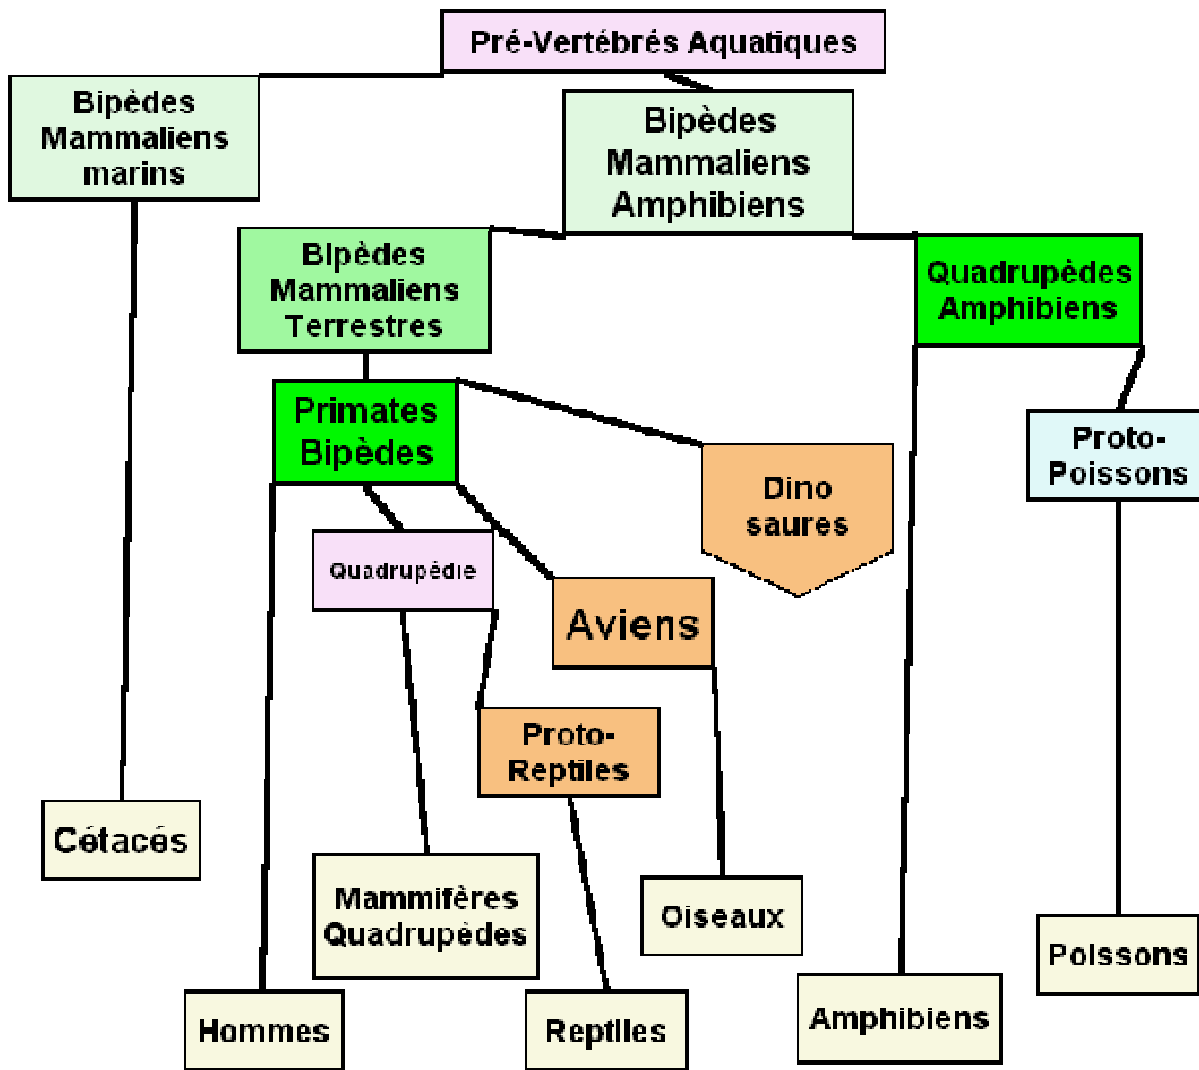 Pré-Vertébrés Aquatiques
Bipèdes
Mammaliens
marins
Bipèdes
Mammaliens
Amphibiens
Bipèdes
Mammaliens
Terrestres
Quadrupèdes
Amphibiens
Primates
Bipèdes
Dino
saures
Proto-
Poissons
Quadrupédie
Aviens
Proto-
Reptiles
Cétacés
Mammifères
Quadrupèdes
Oiseaux
Poissons
Hommes
Reptiles
Amphibiens